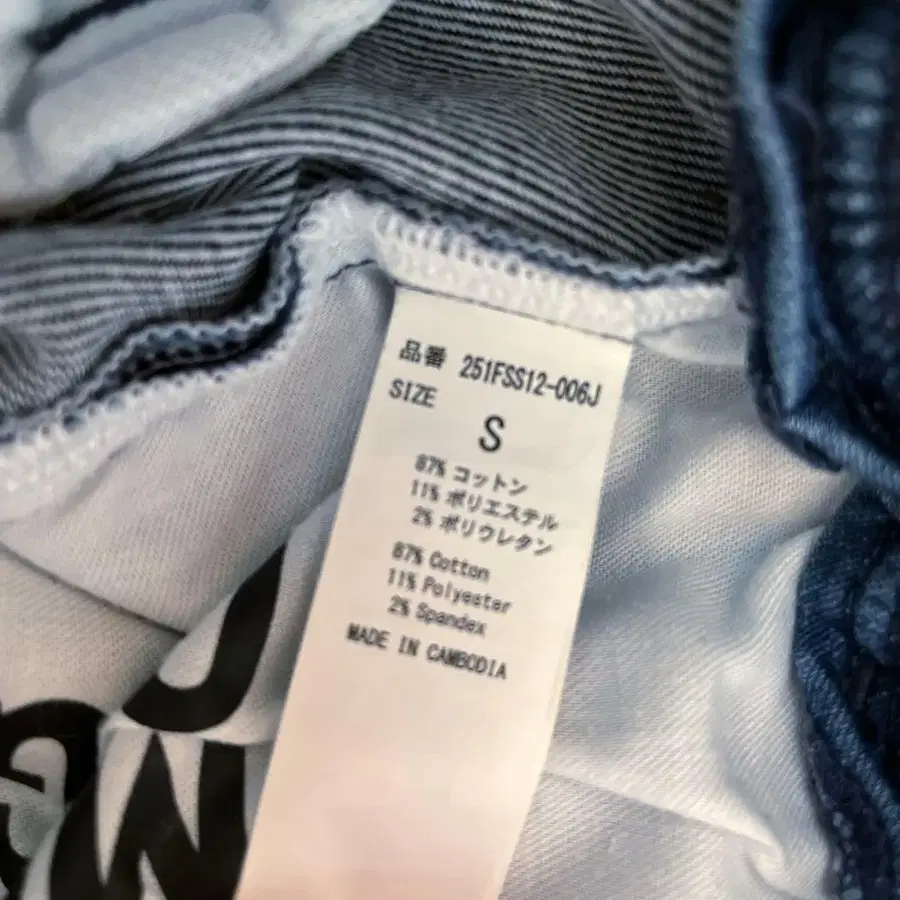 品番 251FSS12-006J
SIZE
S
87% コットン
11% ポリエステル
2% ポリウレタン
87% Cotton
11% Polyester
2% Spandex
MADE IN CAMBODIA
J
W